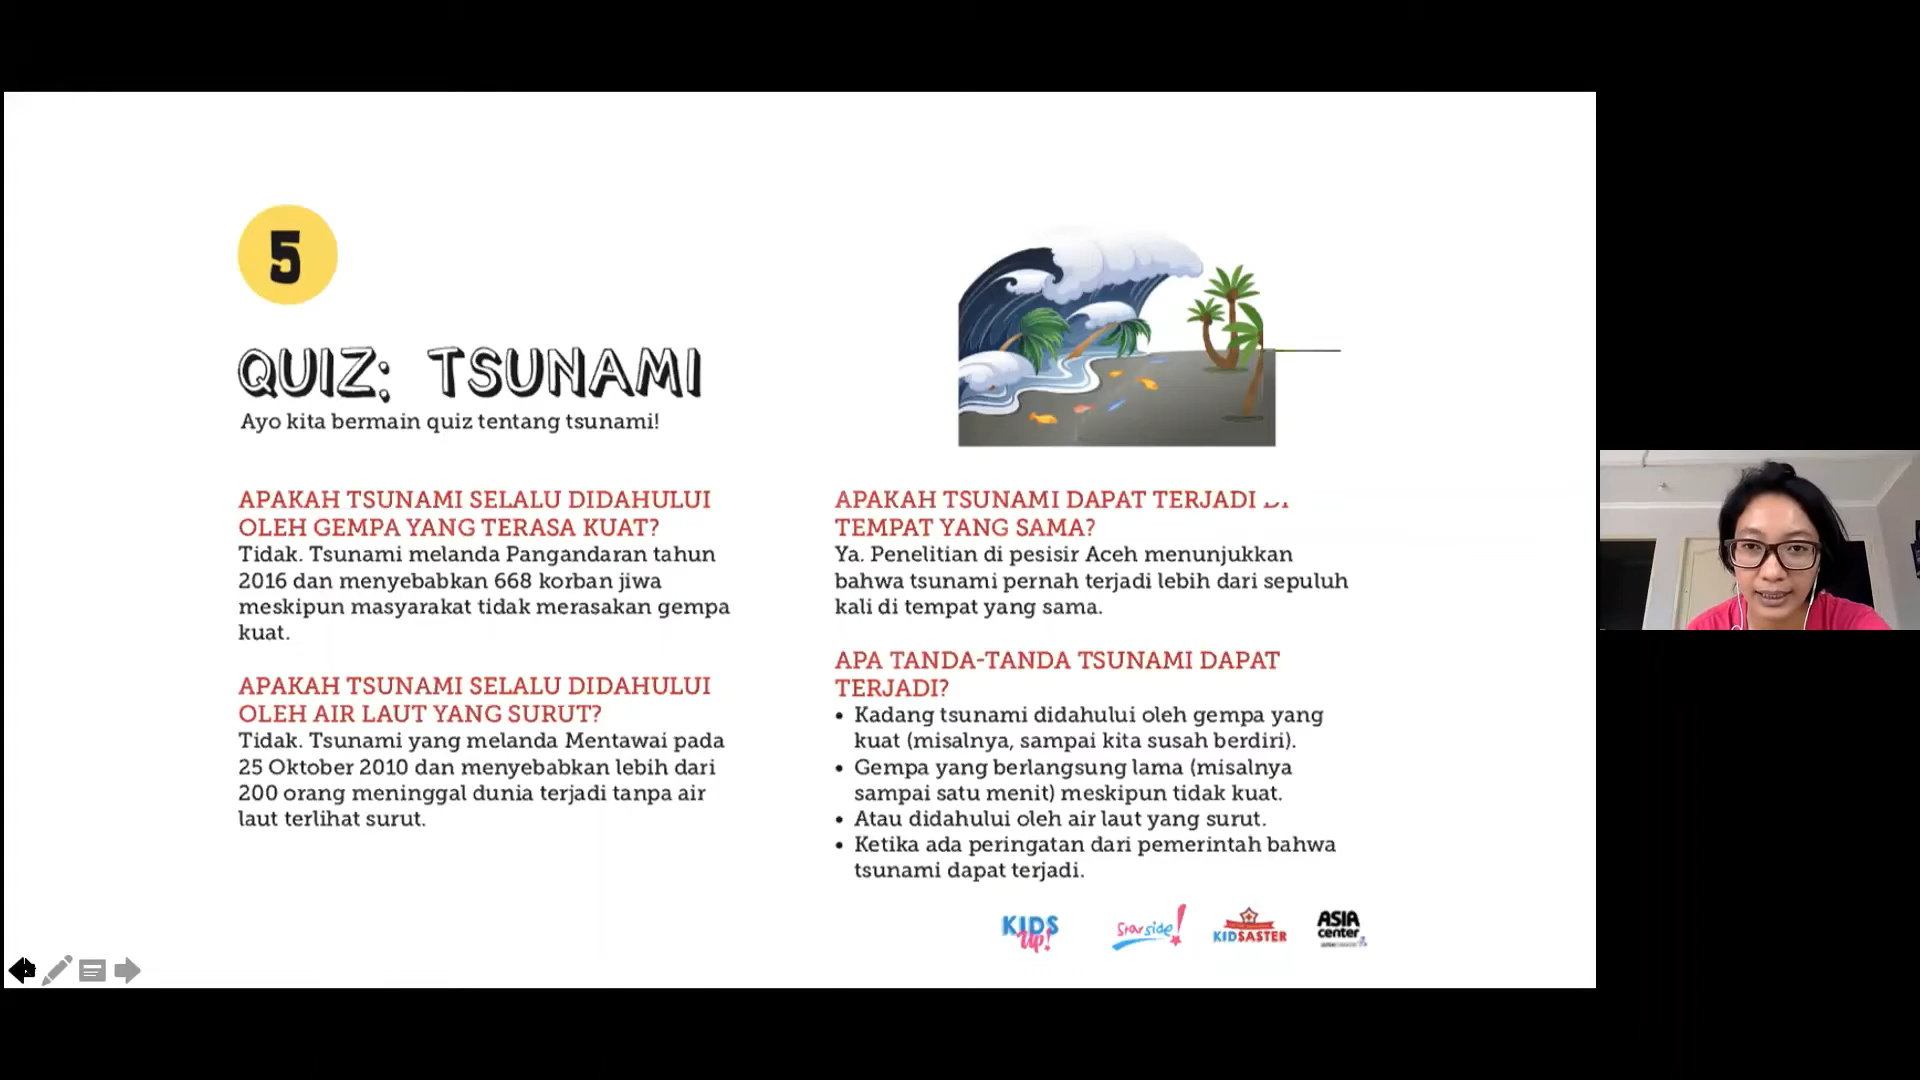 5
QUIZ; TSUNAMI
Ayo kita bermain quiz tentang tsunami!
APAKAH TSUNAMI SELALU DIDAHULUI
OLEH GEMPA YANG TERASA KUAT?
Tidak. Tsunami melanda Pangandaran tahun
2016 dan menyebabkan 668 korban jiwa
meskipun masyarakat tidak merasakan gempa
kuat.
APAKAH TSUNAMI SELALU DIDAHULUI
OLEH AIR LAUT YANG SURUT?
Tidak. Tsunami yang melanda Mentawai pada
25 Oktober 2010 dan menyebabkan lebih dari
200 orang meninggal dunia terjadi tanpa air
laut terlihat surut.
APAKAH TSUNAMI DAPAT TERJADI DI
TEMPAT YANG SAMA?
Ya. Penelitian di pesisir Aceh menunjukkan
bahwa tsunami pernah terjadi lebih dari sepuluh
kali di tempat yang sama.
APA TANDA-TANDA TSUNAMI DAPAT
TERJADI?
• Kadang tsunami didahului oleh gempa yang
kuat (misalnya, sampai kita susah berdiri).
• Gempa yang berlangsung lama (misalnya
sampai satu menit) meskipun tidak kuat.
• Atau didahului oleh air laut yang surut.
• Ketika ada peringatan dari pemerintah bahwa
tsunami dapat terjadi.
KIDS
Up!
Star side!
KIDSASTER
ASIA
center